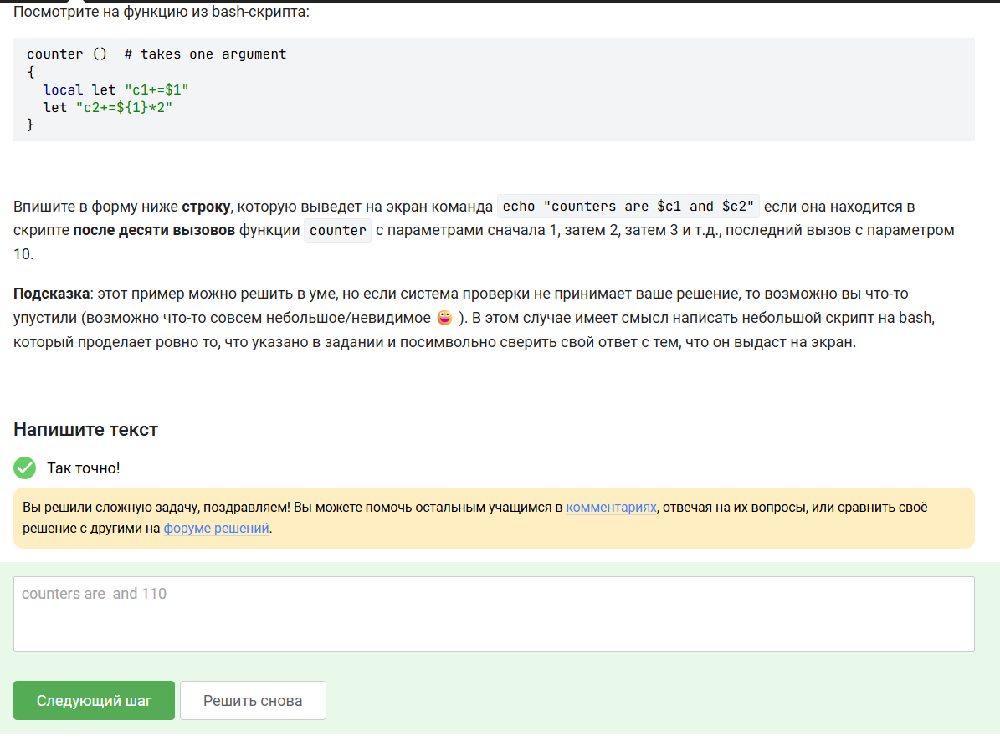 Посмотрите на функцию из bash-скрипта:
counter ()  # takes one argument
{
  local let "c1+=$1"
  let "c2+=${1}*2"
}
Впишите в форму ниже строку, которую выведет на экран команда echo "counters are $c1 and $c2" если она находится в
скрипте после десяти вызовов функции counter с параметрами сначала 1, затем 2, затем 3 и т.д., последний вызов с параметром
10.
Подсказка: этот пример можно решить в уме, но если система проверки не принимает ваше решение, то возможно вы что-то
упустили (возможно что-то совсем небольшое/невидимое 😀 ). В этом случае имеет смысл написать небольшой скрипт на bash,
который проделает ровно то, что указано в задании и посимвольно сверить свой ответ с тем, что он выдаст на экран.
Напишите текст
Так точно!
Вы решили сложную задачу, поздравляем! Вы можете помочь остальным учащимся в комментариях, отвечая на их вопросы, или сравнить своё
решение с другими на форуме решений.
counters are  and 110
Следующий шаг
Решить снова